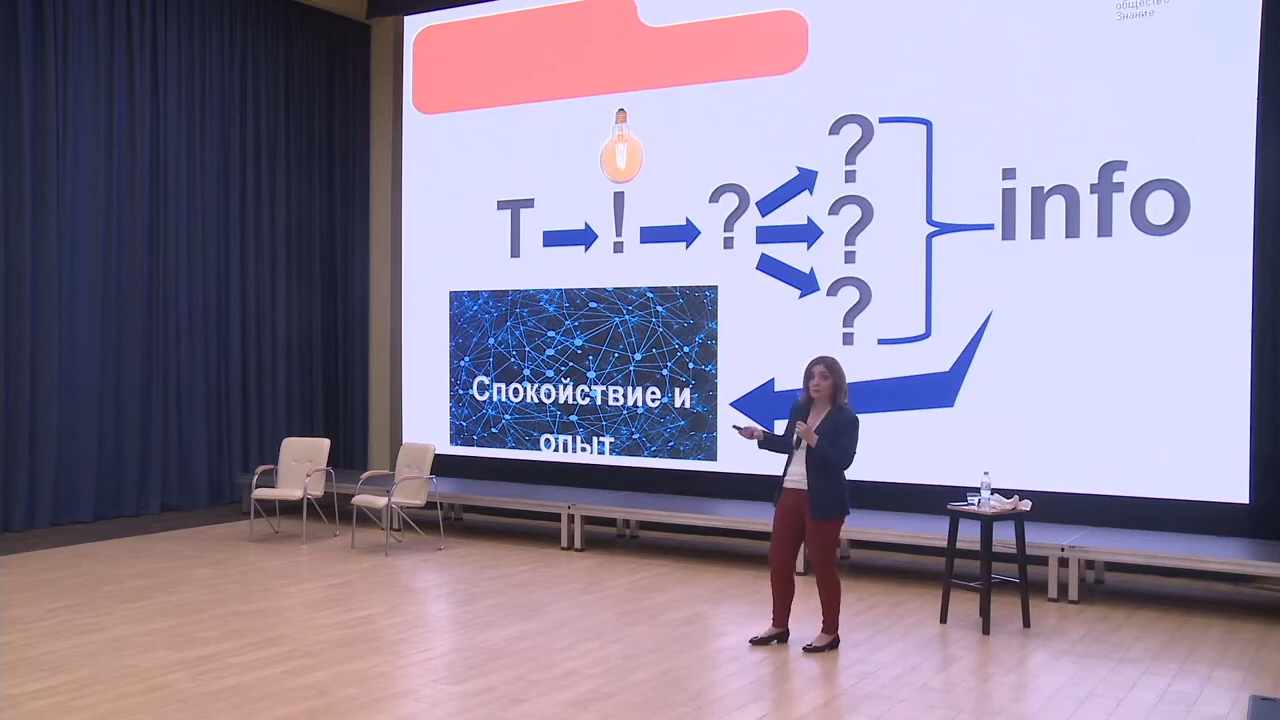 общество
Знание
T ! ? ? ? ? info
Спокойствие и
опыт